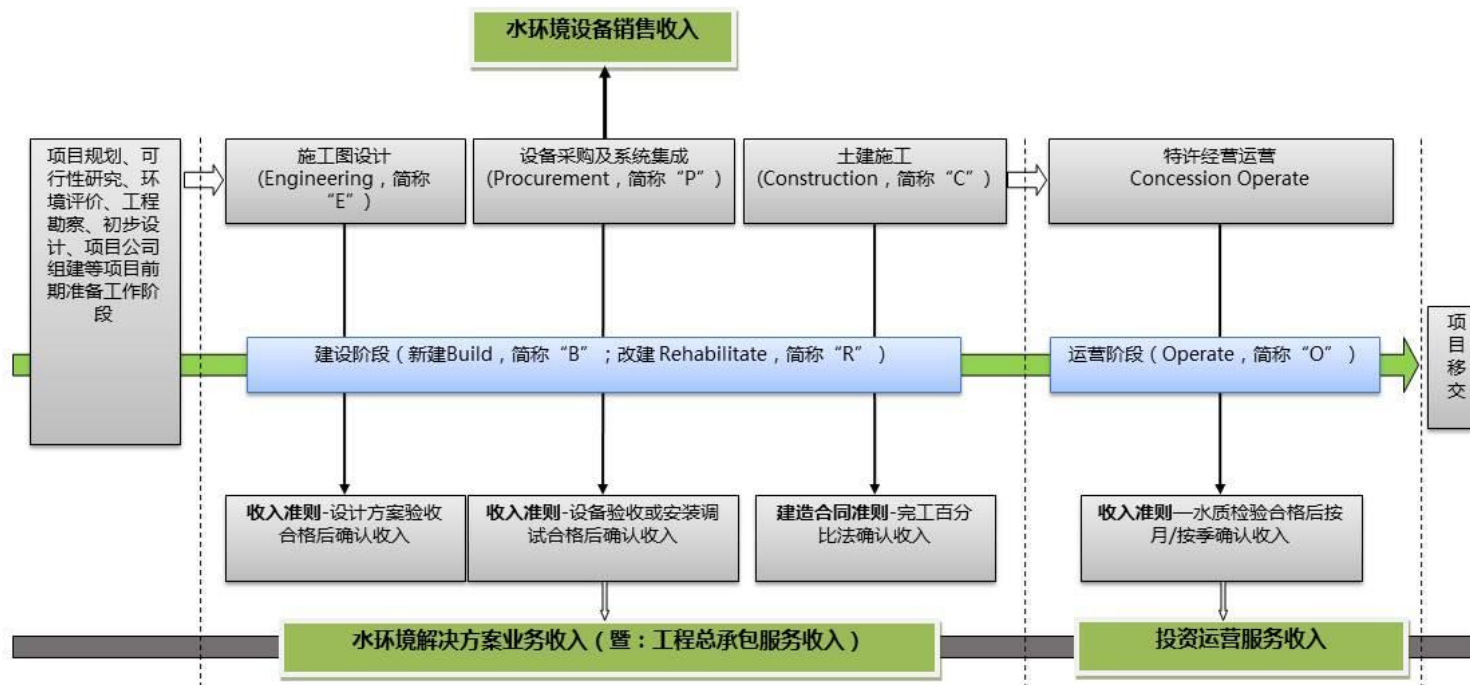 水环境设备销售收入
项目规划、可
行性研究、环
境评价、工程
勘察、初步设
计、项目公司
组建等项目前
期准备工作阶
段
施工图设计
(Engineering，简称
“E”)
设备采购及系统集成
(Procurement，简称“P”)
土建施工
(Construction，简称“C”)
特许经营运营
Concession Operate
建设阶段（新建Build，简称“B”；改建 Rehabilitate，简称“R”）
运营阶段（Operate，简称“O”）
项
目
移
交
收入准则-设计方案验收
合格后确认收入
收入准则-设备验收或安装调
试合格后确认收入
建造合同准则-完工百分
比法确认收入
收入准则—水质检验合格后按
月/按季确认收入
水环境解决方案业务收入（暨：工程总承包服务收入）
投资运营服务收入